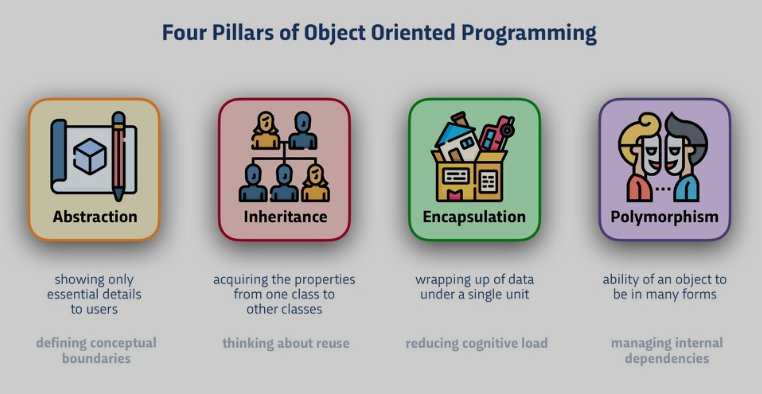 Four Pillars of Object Oriented Programming
Abstraction
showing only
essential details
to users
defining conceptual
boundaries
Inheritance
acquiring the properties
from one class to
other classes
thinking about reuse
Encapsulation
wrapping up of data
under a single unit
reducing cognitive load
Polymorphism
ability of an object to
be in many forms
managing internal
dependencies